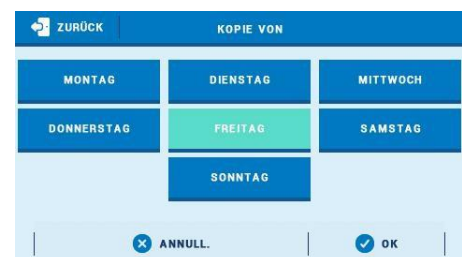 ZURÜCK KOPIE VON
MONTAG DIENSTAG MITTWOCH
DONNERSTAG FREITAG SAMSTAG
SONNTAG
ANNULL. OK